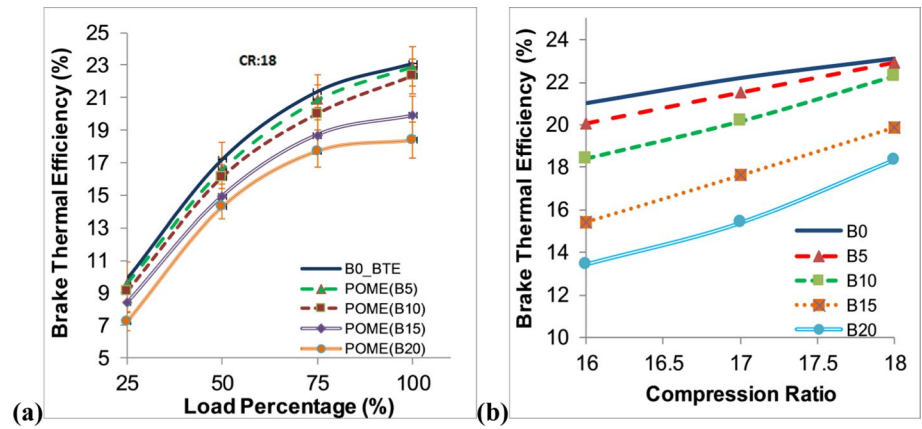 Brake Thermal Efficiency (%)
25
23
21
19
17
15
13
11
9
7
5
CR:18
B0_BTE
POME(B5)
POME(B10)
POME(B15)
POME(B20)
25
50
75
100
Load Percentage (%)
(a)
Brake Thermal Efficiency (%)
24
22
20
18
16
14
12
10
B0
B5
B10
B15
B20
16
16.5
17
17.5
18
Compression Ratio
(b)